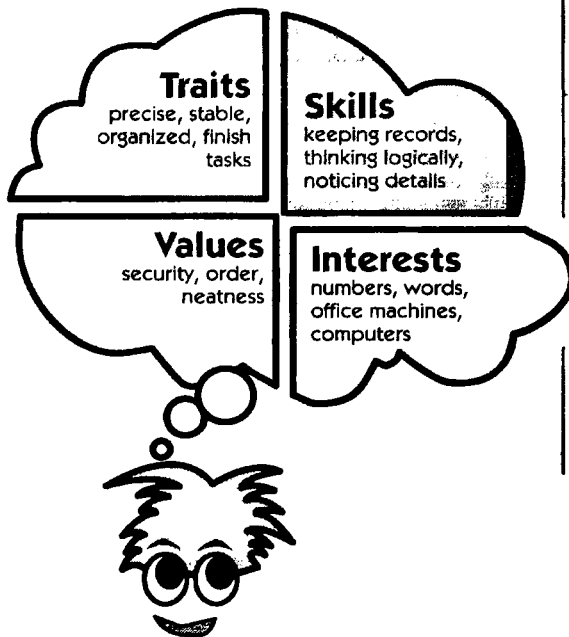 Traits
precise, stable,
organized, finish
tasks
Skills
keeping records,
thinking logically,
noticing details
Values
security, order,
neatness
Interests
numbers, words,
office machines,
computers